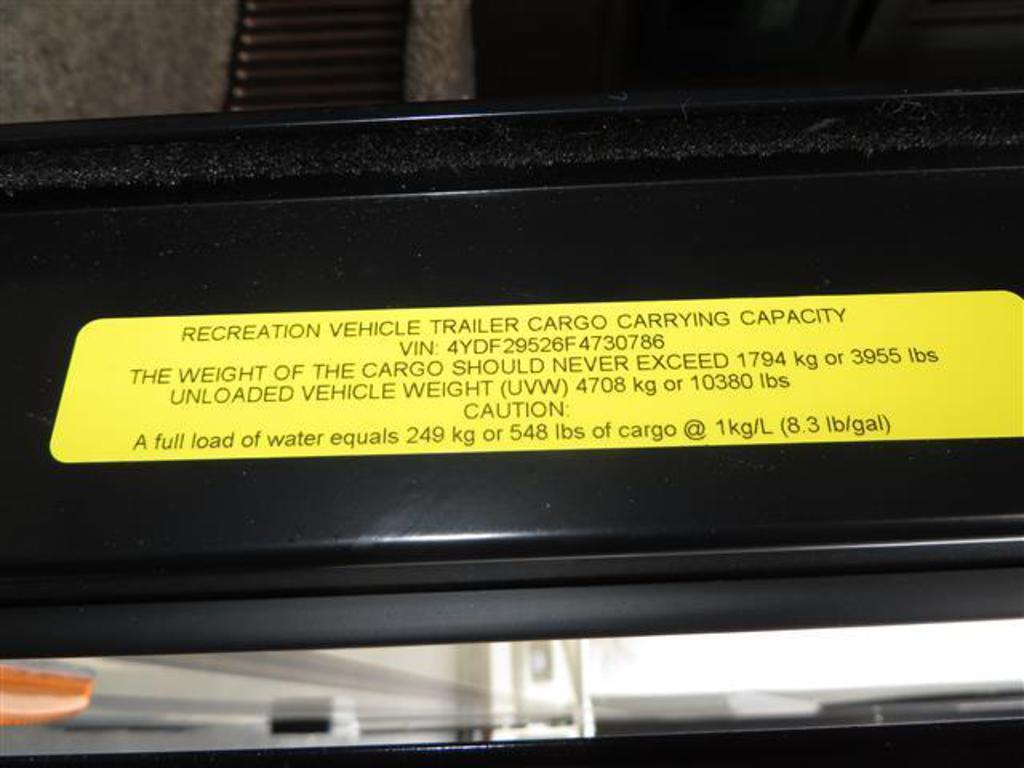 RECREATION VEHICLE TRAILER CARGO CARRYING CAPACITY
VIN: 4YDF29526F4730786
THE WEIGHT OF THE CARGO SHOULD NEVER EXCEED 1794 kg or 3955 lbs
UNLOADED VEHICLE WEIGHT (UVW) 4708 kg or 10380 lbs
CAUTION:
A full load of water equals 249 kg or 548 lbs of cargo @ 1kg/L (8.3 lb/gal)